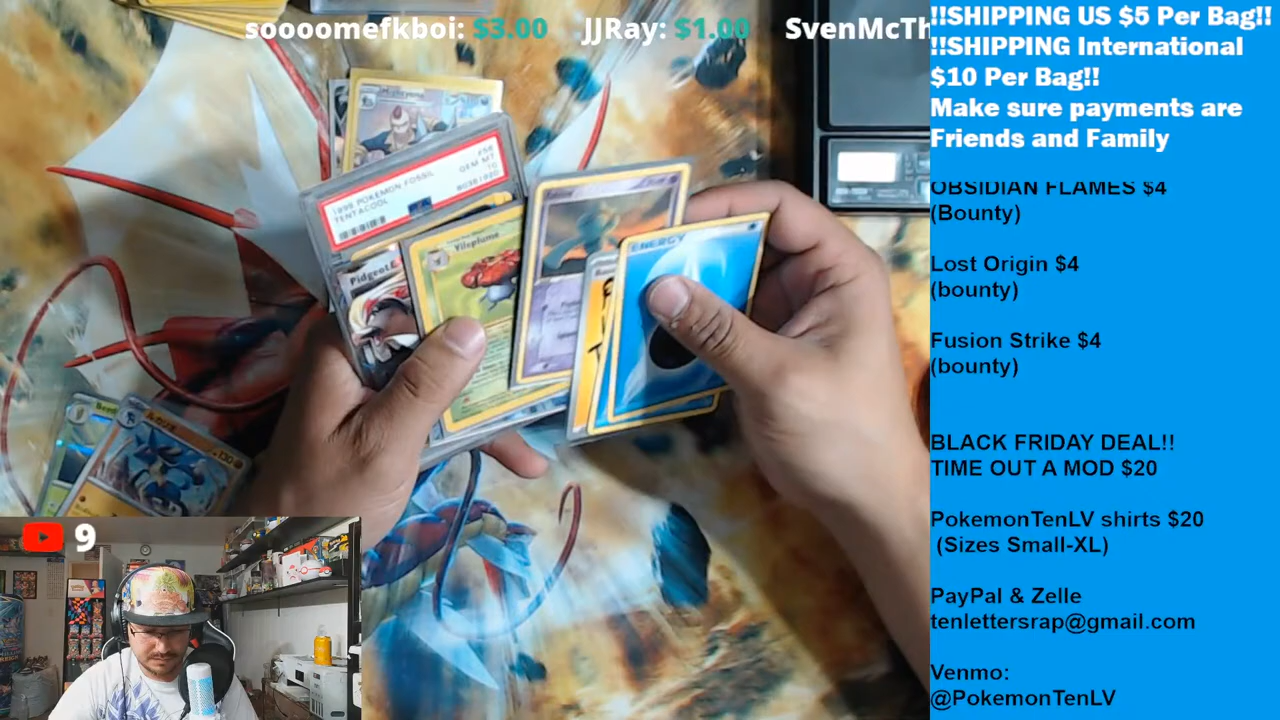 soooomefkboi: $3.00 JJRay: $1.00 SvenMcTh
!!SHIPPING US $5 Per Bag!!
!!SHIPPING International
$10 Per Bag!!
Make sure payments are
Friends and Family
OBSIDIAN FLAMES $4
(Bounty)
Lost Origin $4
(bounty)
Fusion Strike $4
(bounty)
BLACK FRIDAY DEAL!!
TIME OUT A MOD $20
PokemonTenLV shirts $20
(Sizes Small-XL)
PayPal & Zelle
tenlettersrap@gmail.com
Venmo:
@PokemonTenLV
1999 POKEMON FOSSIL #56
TENTACOOL GEM MT
10
Vileplume
ENERGY
9